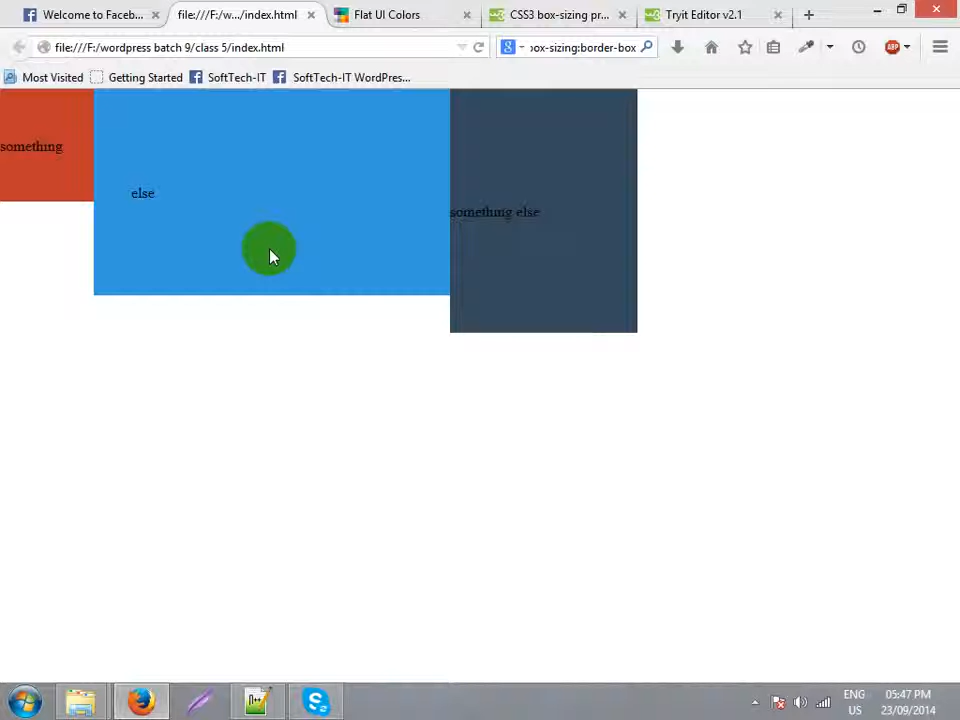 Welcome to Faceb...
file:///F:/w.../index.html
Flat UI Colors
CSS3 box-sizing pr...
Tryit Editor v2.1
file:///F:/wordpress batch 9/class 5/index.html
ox-sizing:border-box
Most Visited
Getting Started
SoftTech-IT
SoftTech-IT WordPres...
something
else
something else
ENG
US
05:47 PM
23/09/2014